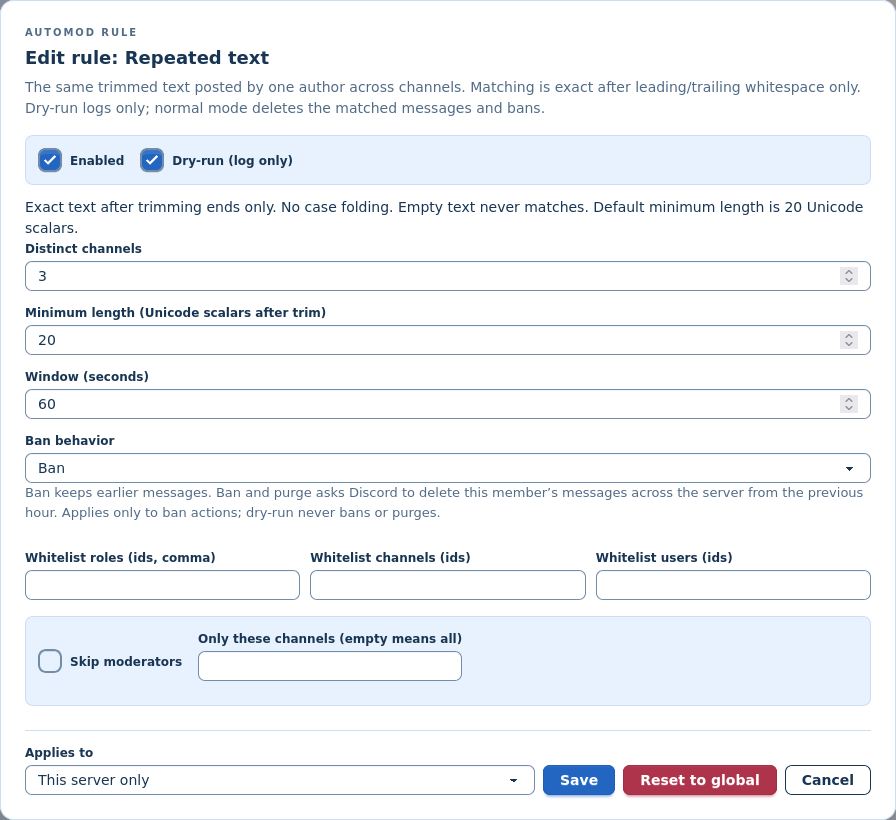 AUTOMOD RULE
Edit rule: Repeated text
The same trimmed text posted by one author across channels. Matching is exact after leading/trailing whitespace only.
Dry-run logs only; normal mode deletes the matched messages and bans.
Enabled Dry-run (log only)
Exact text after trimming ends only. No case folding. Empty text never matches. Default minimum length is 20 Unicode
scalars.
Distinct channels
3
Minimum length (Unicode scalars after trim)
20
Window (seconds)
60
Ban behavior
Ban
Ban keeps earlier messages. Ban and purge asks Discord to delete this member’s messages across the server from the previous
hour. Applies only to ban actions; dry-run never bans or purges.
Whitelist roles (ids, comma) Whitelist channels (ids) Whitelist users (ids)
Only these channels (empty means all)
Skip moderators
Applies to
This server only Save Reset to global Cancel